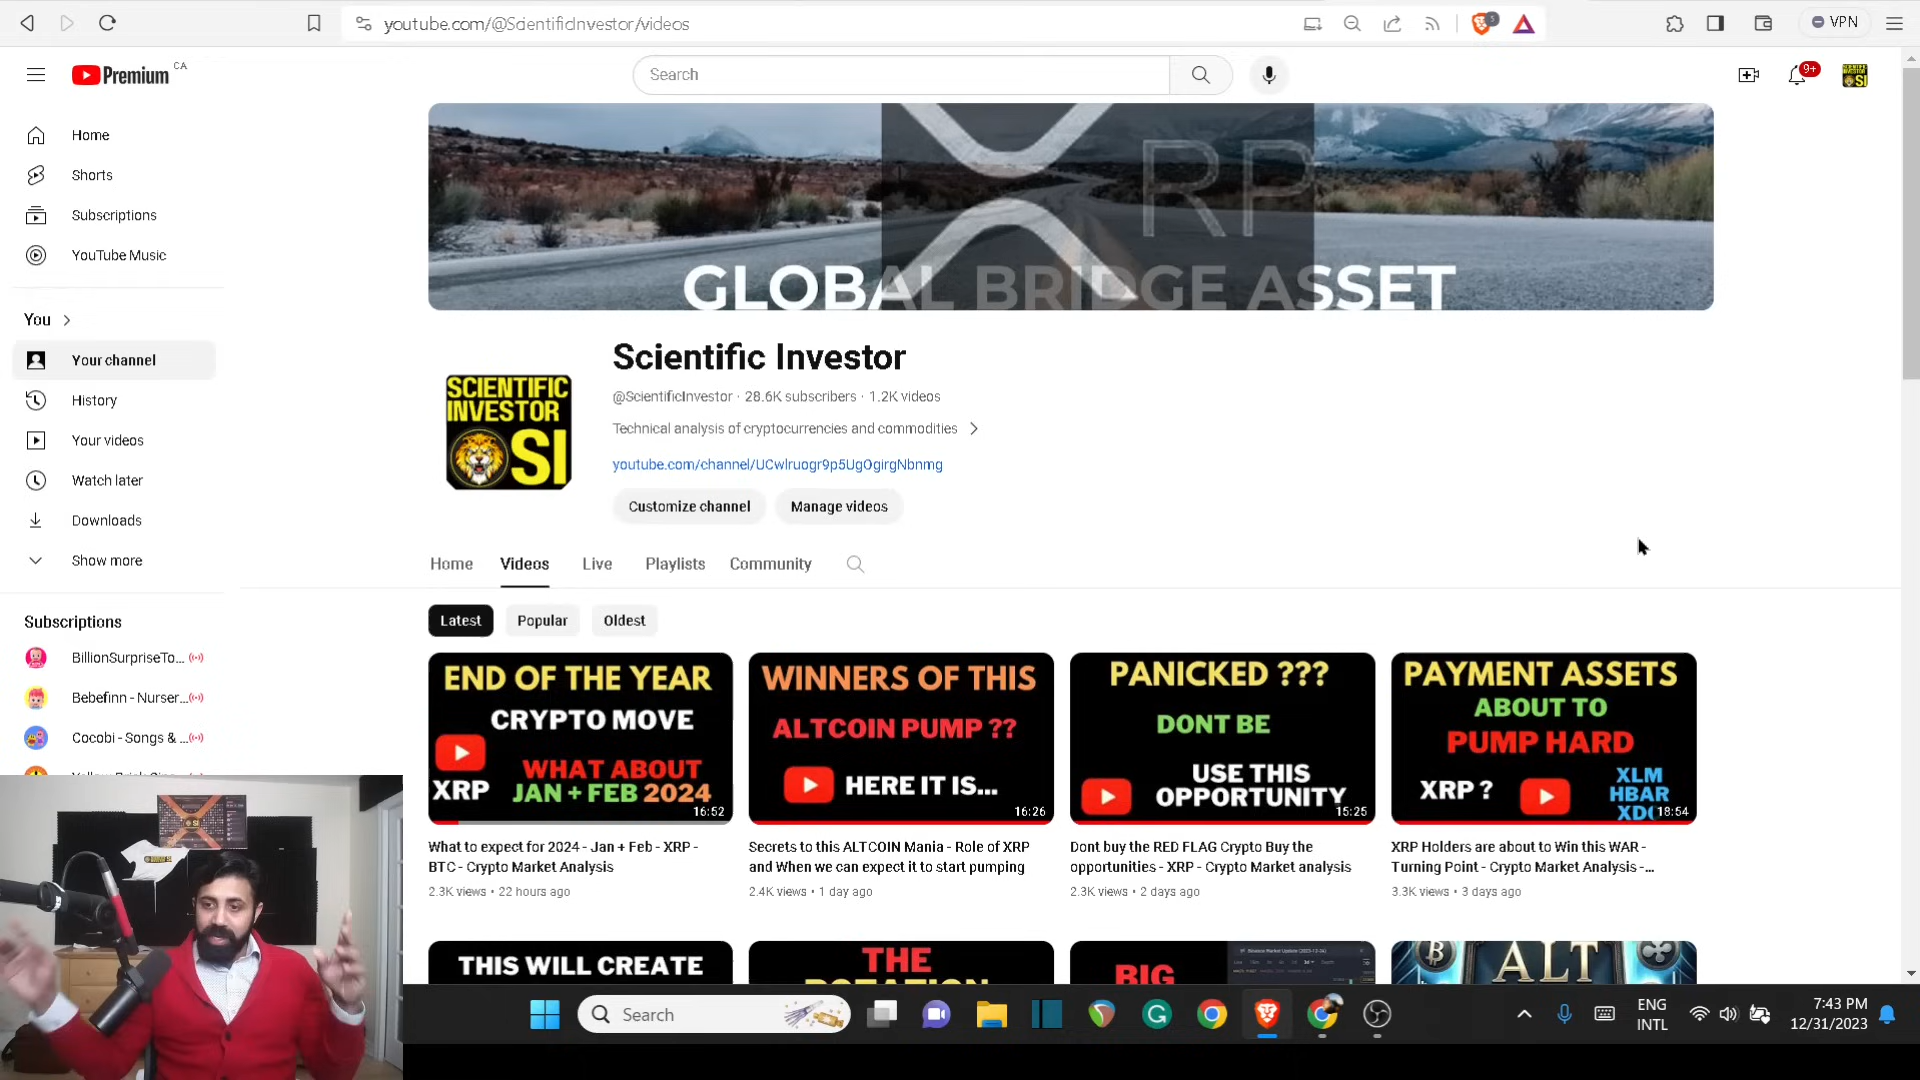 youtube.com/@ScientificInvestor/videos
5
VPN
Premium CA
Search
9+
SCIENTIFIC
INVESTOR
SI
Home
Shorts
Subscriptions
YouTube Music
You
Your channel
History
Your videos
Watch later
Downloads
Show more
Subscriptions
BillionSurpriseTo...
Bebefinn - Nurser...
Cocobi - Songs & ...
XRP
GLOBAL BRIDGE ASSET
SCIENTIFIC
INVESTOR
SI
Scientific Investor
@ScientificInvestor · 28.6K subscribers · 1.2K videos
Technical analysis of cryptocurrencies and commodities
youtube.com/channel/UCwlruogr9p5UgOgirgNbnmg
Customize channel
Manage videos
Home
Videos
Live
Playlists
Community
Latest
Popular
Oldest
END OF THE YEAR
CRYPTO MOVE
WHAT ABOUT
XRP
JAN + FEB 2024
16:52
What to expect for 2024 - Jan + Feb - XRP -
BTC - Crypto Market Analysis
2.3K views • 22 hours ago
WINNERS OF THIS
ALTCOIN PUMP ??
HERE IT IS...
16:26
Secrets to this ALTCOIN Mania - Role of XRP
and When we can expect it to start pumping
2.4K views • 1 day ago
PANICKED ???
DONT BE
USE THIS
OPPORTUNITY
15:25
Dont buy the RED FLAG Crypto Buy the
opportunities - XRP - Crypto Market analysis
2.3K views • 2 days ago
PAYMENT ASSETS
ABOUT TO
PUMP HARD
XRP ?
XLM
HBAR
18:54
XRP Holders are about to Win this WAR -
Turning Point - Crypto Market Analysis -...
3.3K views • 3 days ago
THIS WILL CREATE
THE
ROTATION
BIG
ALT
SI
Search
ENG
INTL
7:43 PM
12/31/2023